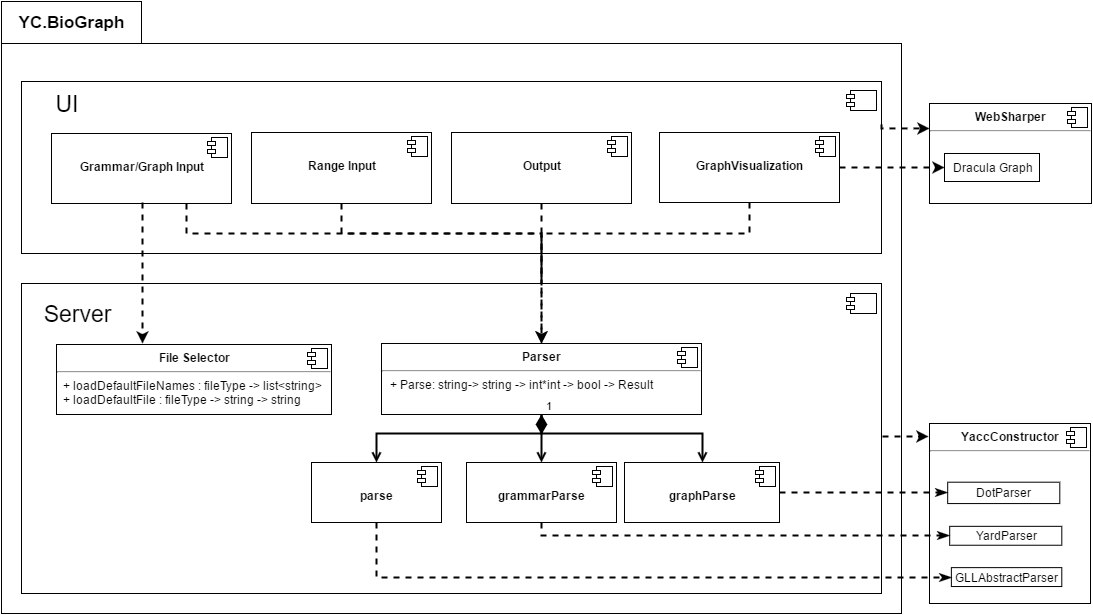 YC.BioGraph
UI
Grammar/Graph Input
Range Input
Output
GraphVisualization
WebSharper
Dracula Graph
Server
File Selector
+ loadDefaultFileNames : fileType -> list<string>
+ loadDefaultFile : fileType -> string -> string
Parser
+ Parse: string-> string -> int*int -> bool -> Result
1
parse
grammarParse
graphParse
YaccConstructor
DotParser
YardParser
GLLAbstractParser